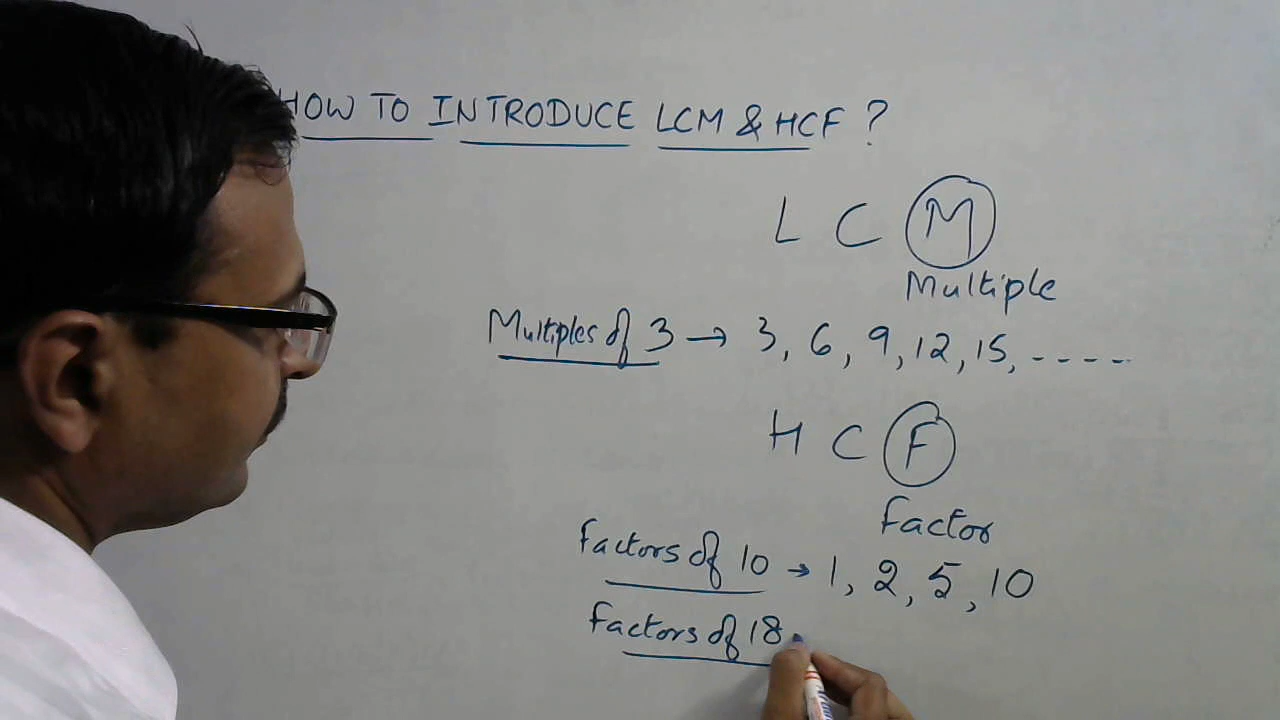 HOW TO INTRODUCE LCM & HCF ?
L C M
Multiple
Multiples of 3 → 3, 6, 9, 12, 15, -----
H C F
factor
factors of 10 → 1, 2, 5, 10
factors of 18